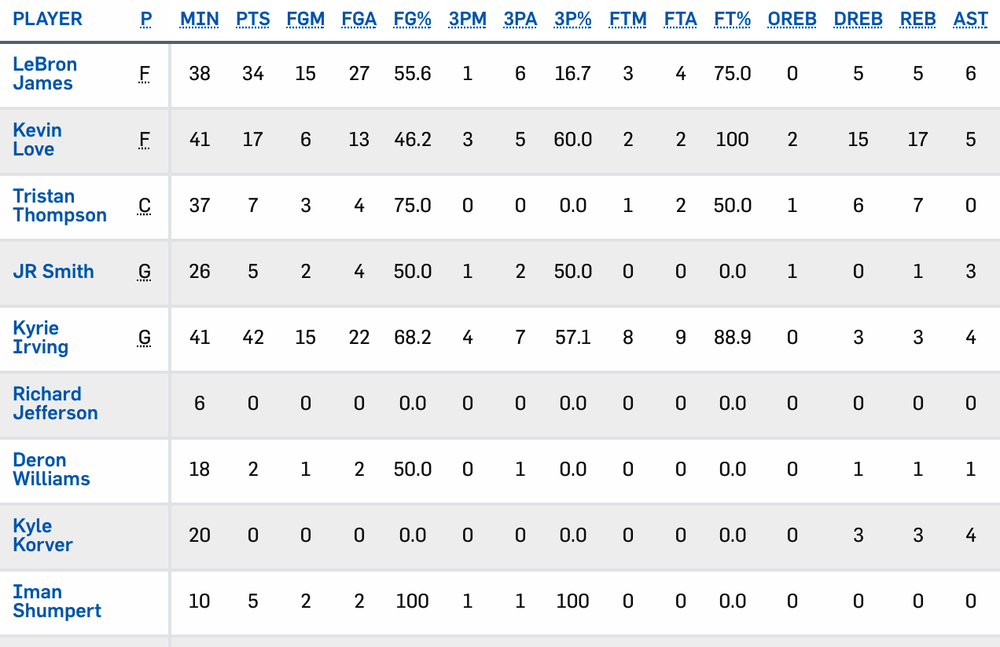 PLAYER P MIN PTS FGM FGA FG% 3PM 3PA 3P% FTM FTA FT% OREB DREB REB AST
LeBron
James F 38 34 15 27 55.6 1 6 16.7 3 4 75.0 0 5 5 6
Kevin
Love F 41 17 6 13 46.2 3 5 60.0 2 2 100 2 15 17 5
Tristan
Thompson C 37 7 3 4 75.0 0 0 0.0 1 2 50.0 1 6 7 0
JR Smith G 26 5 2 4 50.0 1 2 50.0 0 0 0.0 1 0 1 3
Kyrie
Irving G 41 42 15 22 68.2 4 7 57.1 8 9 88.9 0 3 3 4
Richard
Jefferson 6 0 0 0 0.0 0 0 0.0 0 0 0.0 0 0 0 0
Deron
Williams 18 2 1 2 50.0 0 1 0.0 0 0 0.0 0 1 1 1
Kyle
Korver 20 0 0 0 0.0 0 0 0.0 0 0 0.0 0 3 3 4
Iman
Shumpert 10 5 2 2 100 1 1 100 0 0 0.0 0 0 0 0